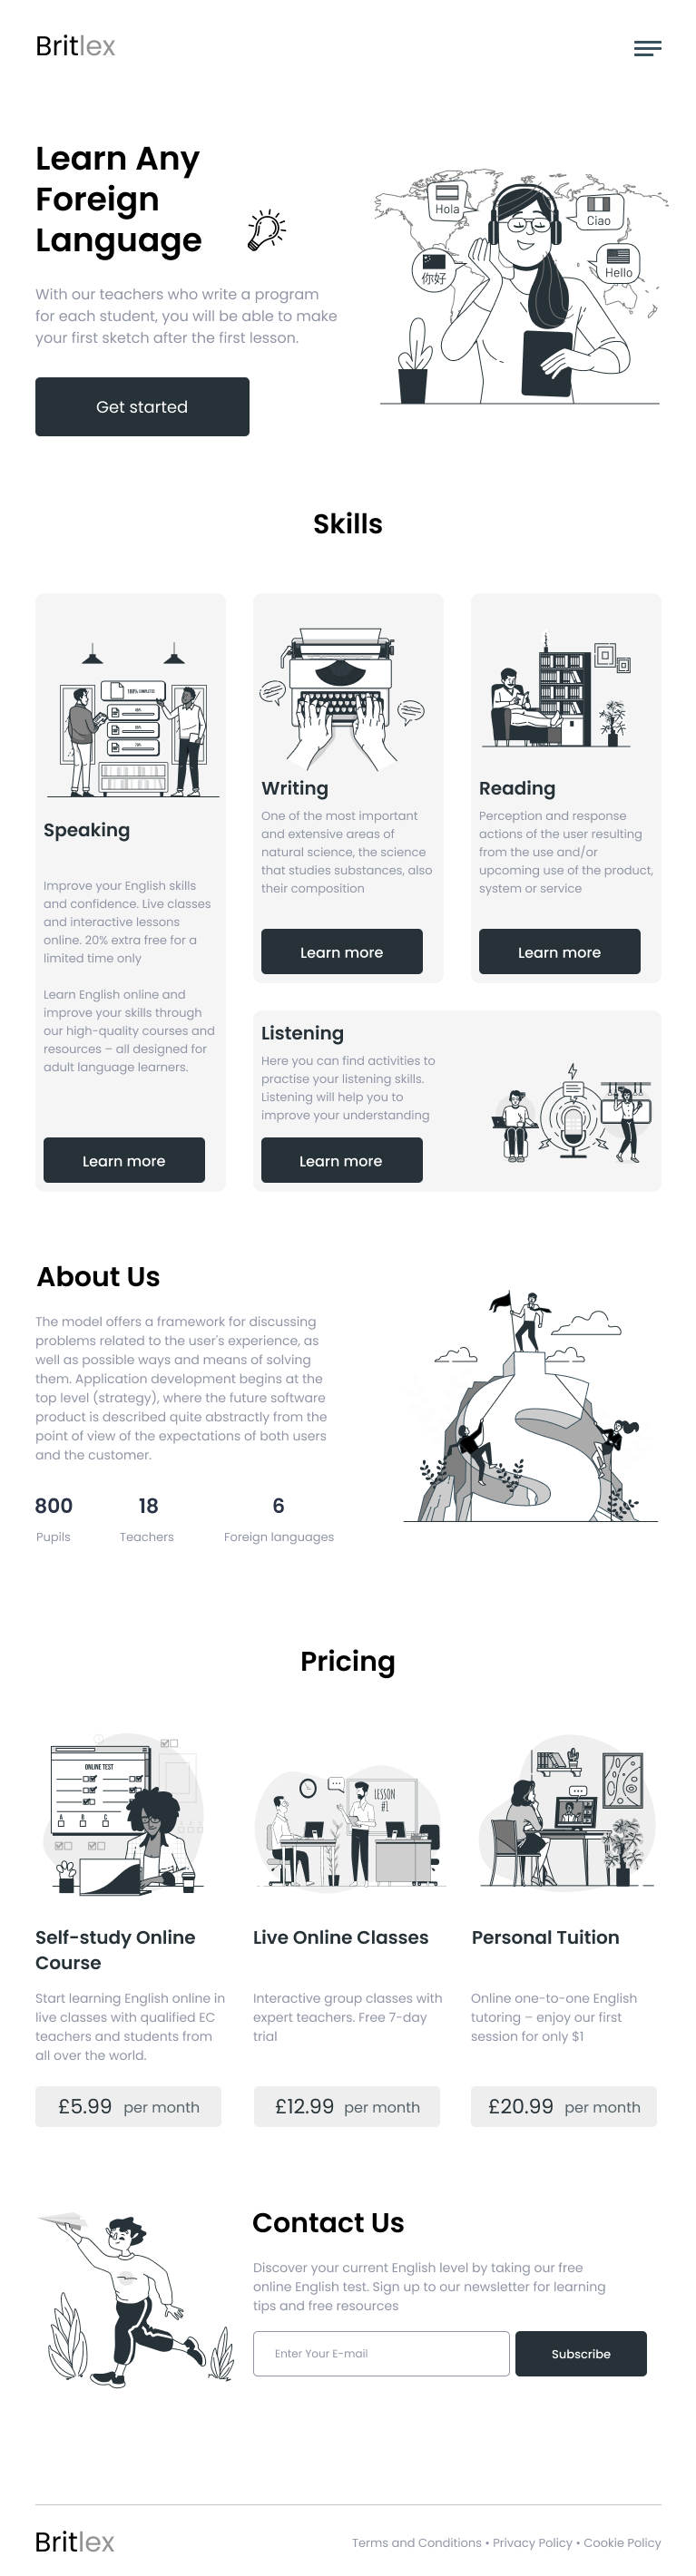 Britlex
Learn Any
Foreign
Language
With our teachers who write a program
for each student, you will be able to make
your first sketch after the first lesson.
Get started
Hola
Ciao
你好
Hello
Skills
100% COMPLETED
Speaking
Improve your English skills
and confidence. Live classes
and interactive lessons
online. 20% extra free for a
limited time only
Learn English online and
improve your skills through
our high-quality courses and
resources – all designed for
adult language learners.
Learn more
Writing
One of the most important
and extensive areas of
natural science, the science
that studies substances, also
their composition
Learn more
Reading
Perception and response
actions of the user resulting
from the use and/or
upcoming use of the product,
system or service
Learn more
Listening
Here you can find activities to
practise your listening skills.
Listening will help you to
improve your understanding
Learn more
About Us
The model offers a framework for discussing
problems related to the user's experience, as
well as possible ways and means of solving
them. Application development begins at the
top level (strategy), where the future software
product is described quite abstractly from the
point of view of the expectations of both users
and the customer.
800 18 6
Pupils Teachers Foreign languages
Pricing
ONLINE TEST
A B C
LESSON
#1
Self-study Online
Course
Start learning English online in
live classes with qualified EC
teachers and students from
all over the world.
£5.99 per month
Live Online Classes
Interactive group classes with
expert teachers. Free 7-day
trial
£12.99 per month
Personal Tuition
Online one-to-one English
tutoring – enjoy our first
session for only $1
£20.99 per month
Contact Us
Discover your current English level by taking our free
online English test. Sign up to our newsletter for learning
tips and free resources
Enter Your E-mail
Subscribe
Britlex
Terms and Conditions • Privacy Policy • Cookie Policy